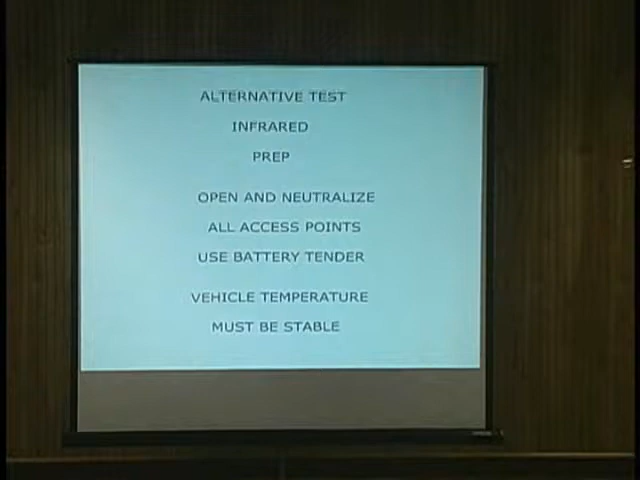 ALTERNATIVE TEST
INFRARED
PREP
OPEN AND NEUTRALIZE
ALL ACCESS POINTS
USE BATTERY TENDER
VEHICLE TEMPERATURE
MUST BE STABLE